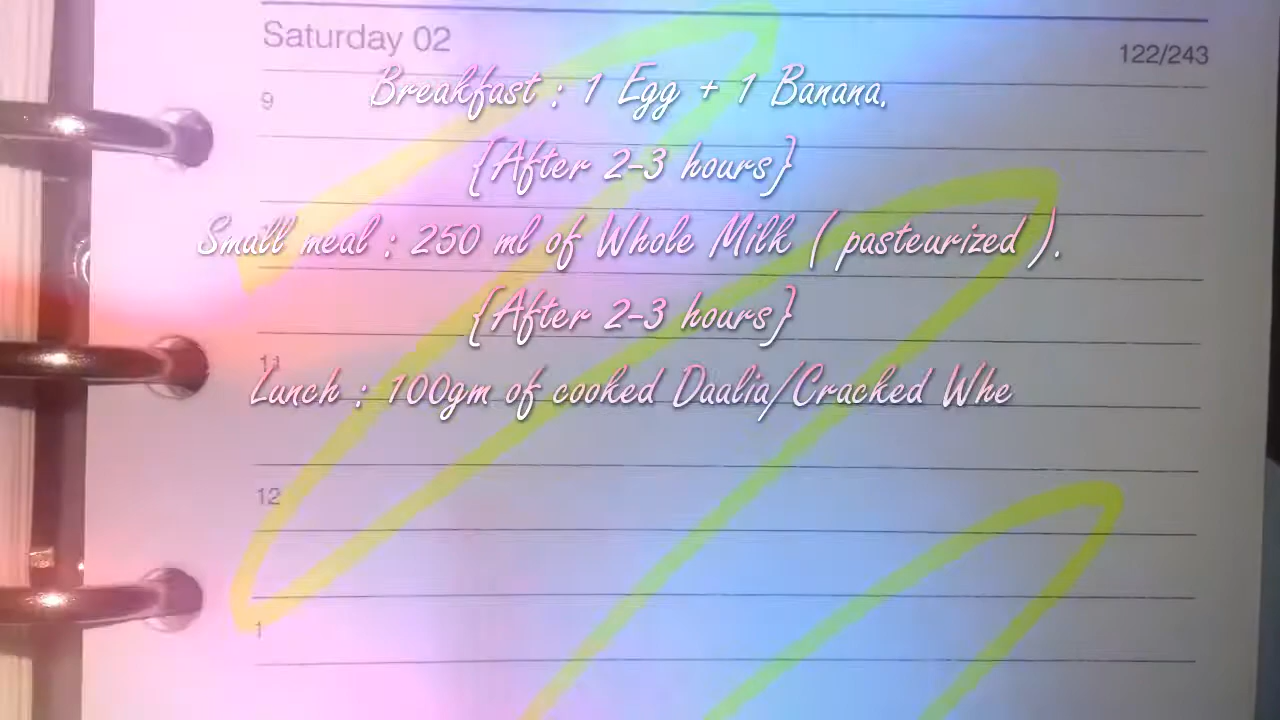 Saturday 02
122/243
9
Breakfast : 1 Egg + 1 Banana.
{After 2-3 hours}
Small meal : 250 ml of Whole Milk ( pasteurized ).
{After 2-3 hours}
11
Lunch : 100gm of cooked Daalia/Cracked Whe
12
1